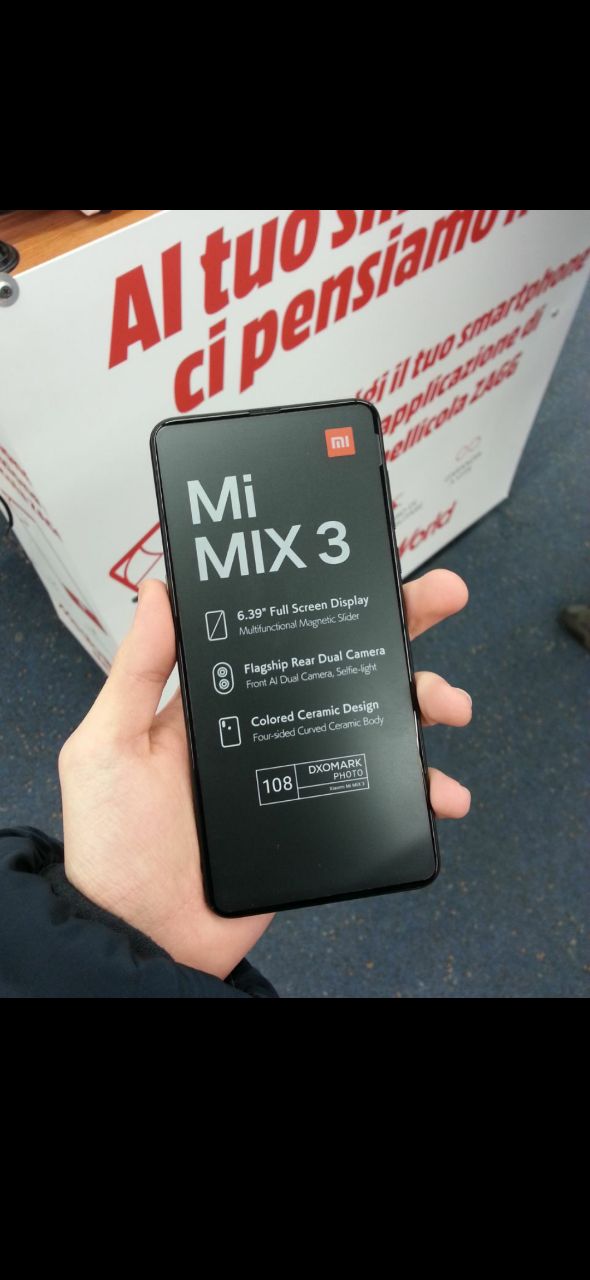 Al tuo
ci pensiamo
il tuo smartphone
applicazione di
ZAGG
mi
Mi
MIX 3
6.39" Full Screen Display
Multifunctional Magnetic Slider
Flagship Rear Dual Camera
Front AI Dual Camera, Selfie-light
Colored Ceramic Design
Four-sided Curved Ceramic Body
108
DXOMARK
PHOTO
Xiaomi Mi MIX 3